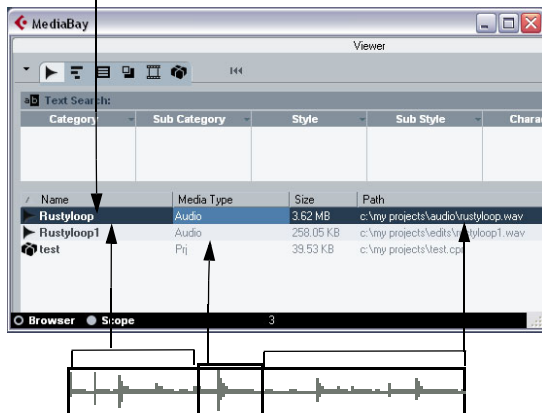 MediaBay
Viewer
Text Search:
Category Sub Category Style Sub Style Chara
Name Media Type Size Path
Rustyloop Audio 3.62 MB c:\my projects\audio\rustyloop.wav
Rustyloop1 Audio 258.05 KB c:\my projects\edits\rustyloop1.wav
test Prj 39.53 KB c:\my projects\test.cpr
Browser Scope 3